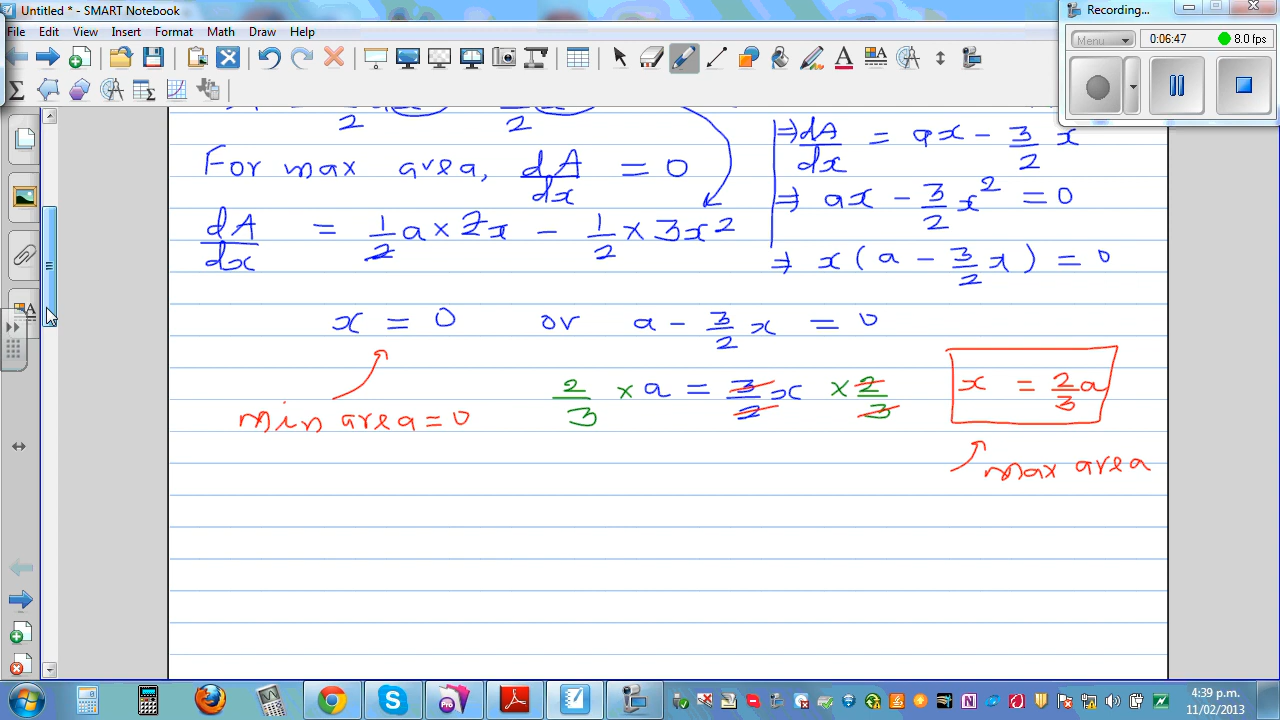 Untitled * - SMART Notebook
File Edit View Insert Format Math Draw Help
Recording...
Menu 0:06:47 8.0 fps
2 2
For max area, dA/dx = 0
dA/dx = 1/2 a × 2x - 1/2 × 3x²
⇒ dA/dx = ax - 3/2 x
⇒ ax - 3/2 x² = 0
⇒ x ( a - 3/2 x ) = 0
x = 0 or a - 3/2 x = 0
2/3 × a = 3/2 x × 2/3
x = 2/3 a
min area = 0
max area
4:39 p.m.
11/02/2013